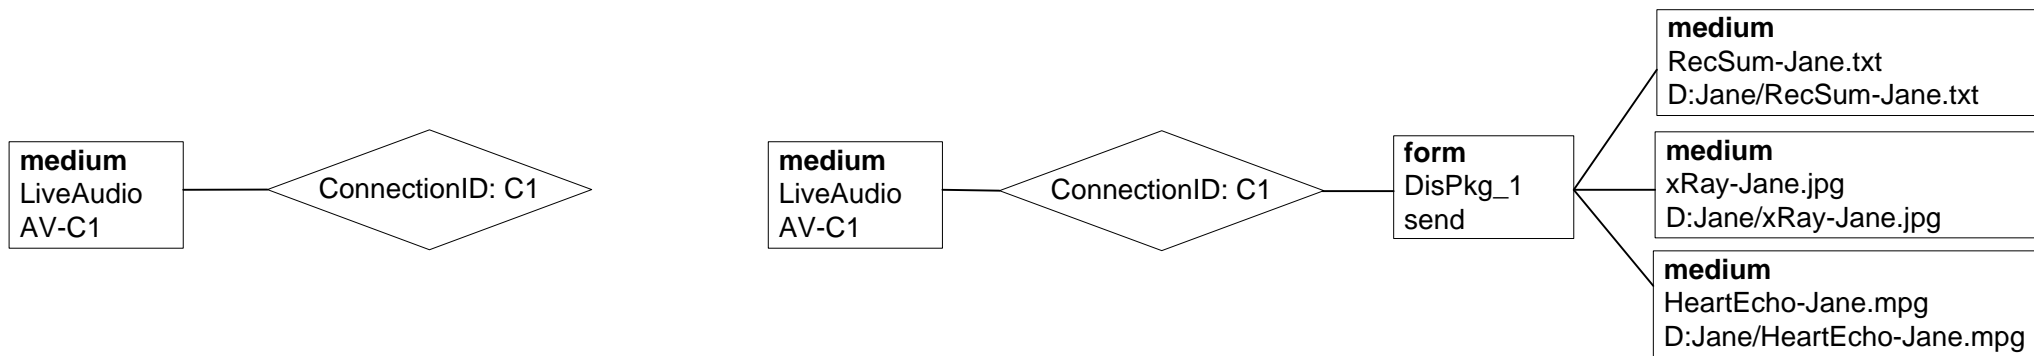 medium
LiveAudio
AV-C1
ConnectionID: C1
medium
LiveAudio
AV-C1
ConnectionID: C1
form
DisPkg_1
send
medium
RecSum-Jane.txt
D:Jane/RecSum-Jane.txt
medium
xRay-Jane.jpg
D:Jane/xRay-Jane.jpg
medium
HeartEcho-Jane.mpg
D:Jane/HeartEcho-Jane.mpg